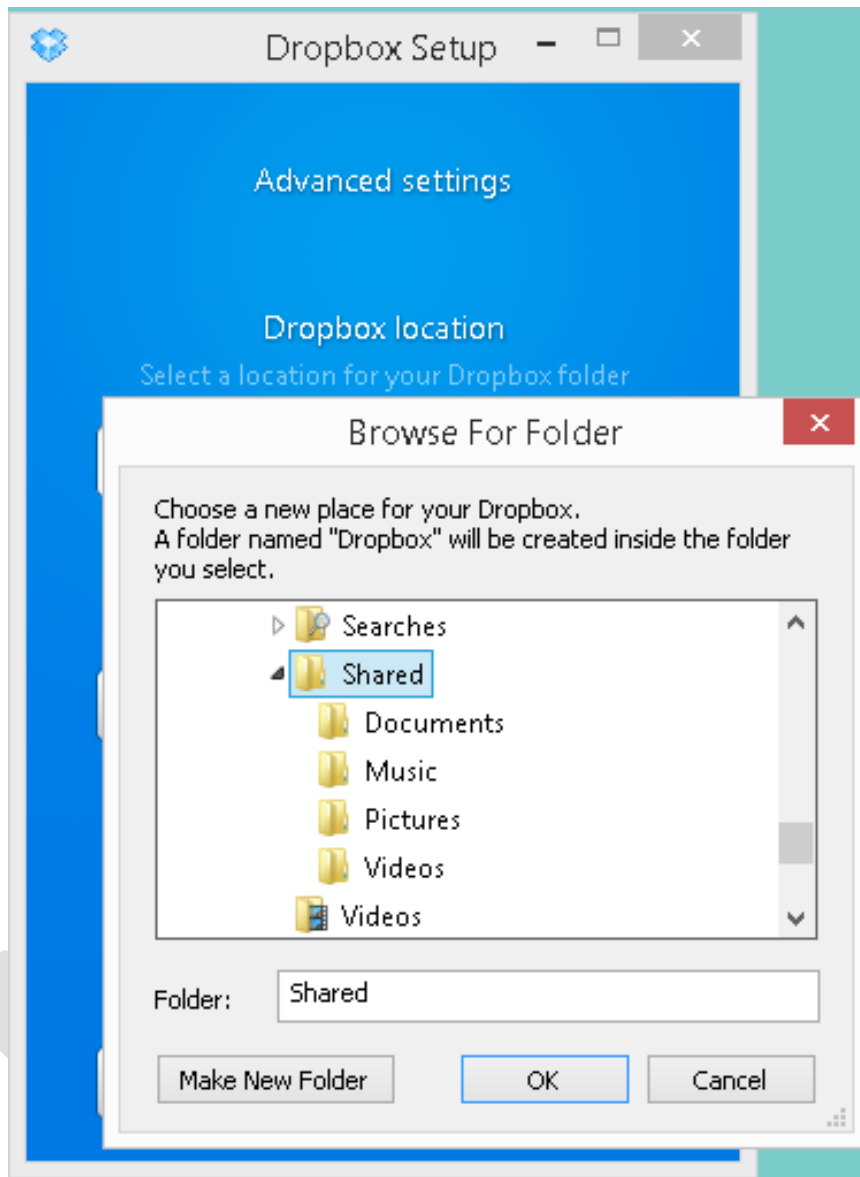 Dropbox Setup
Advanced settings
Dropbox location
Select a location for your Dropbox folder
Browse For Folder
Choose a new place for your Dropbox.
A folder named "Dropbox" will be created inside the folder
you select.
Searches
Shared
Documents
Music
Pictures
Videos
Videos
Folder: Shared
Make New Folder OK Cancel